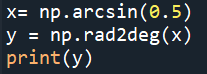 x= np.arcsin(0.5)
y = np.rad2deg(x)
print(y)